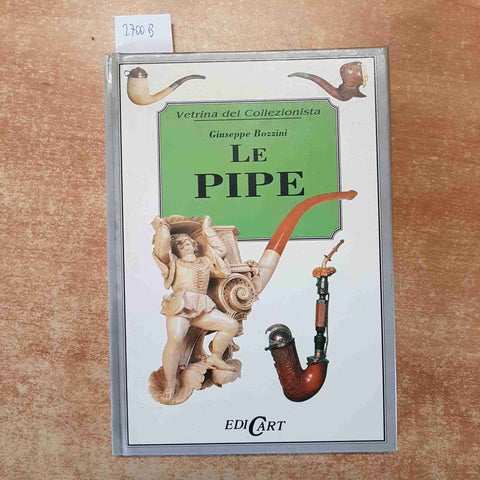 2700 B
Vetrina del Collezionista
Giuseppe Bozzini
LE
PIPE
EDICART